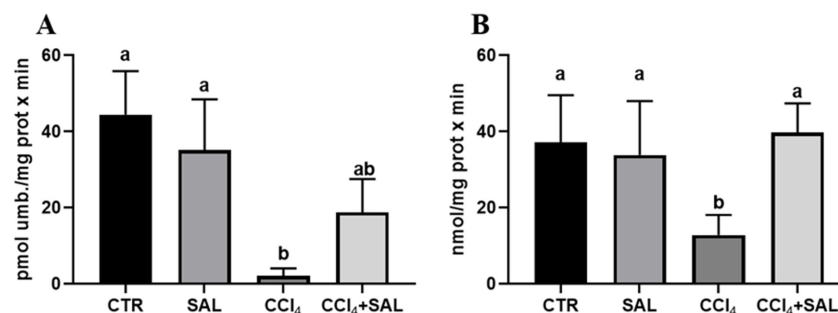 A
pmol umb./mg prot x min
60
40
20
0
a
a
b
ab
CTR SAL CCl₄ CCl₄+SAL
B
nmol/mg prot x min
60
40
20
0
a
a
b
a
CTR SAL CCl₄ CCl₄+SAL